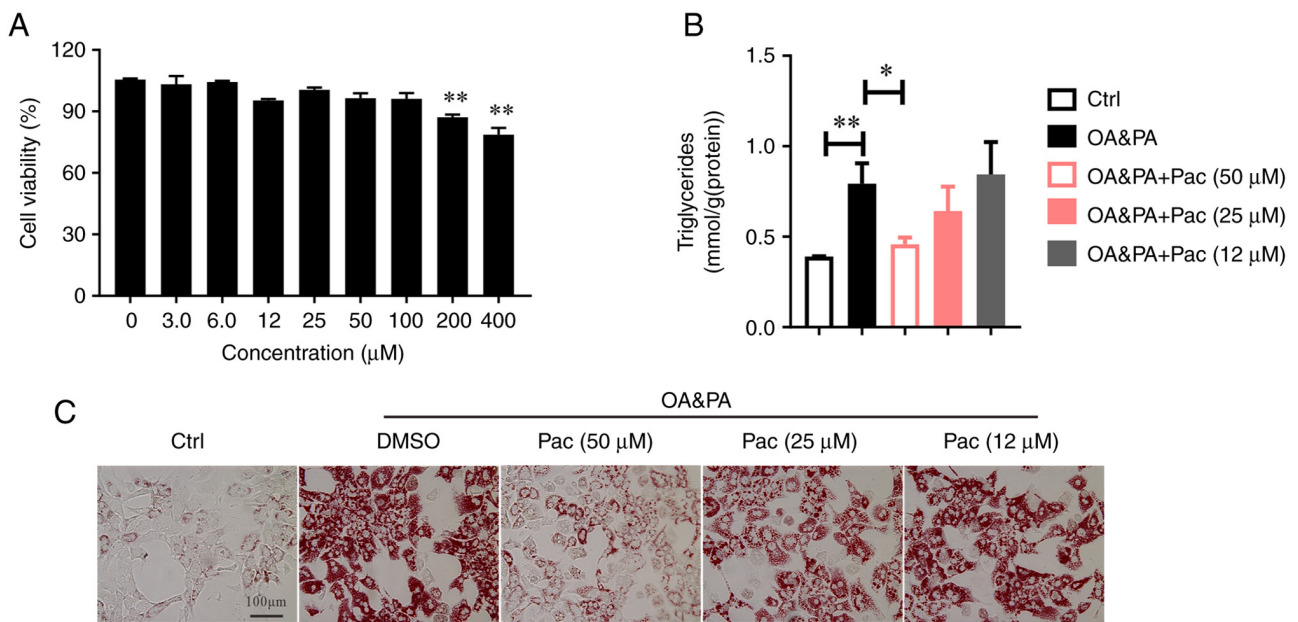 A
120
90
60
30
0
Cell viability (%)
** **
0 3.0 6.0 12 25 50 100 200 400
Concentration (μM)
B
1.5
1.0
0.5
0.0
Triglycerides
(mmol/g(protein))
*
**
Ctrl
OA&PA
OA&PA+Pac (50 μM)
OA&PA+Pac (25 μM)
OA&PA+Pac (12 μM)
C
OA&PA
Ctrl DMSO Pac (50 μM) Pac (25 μM) Pac (12 μM)
100μm